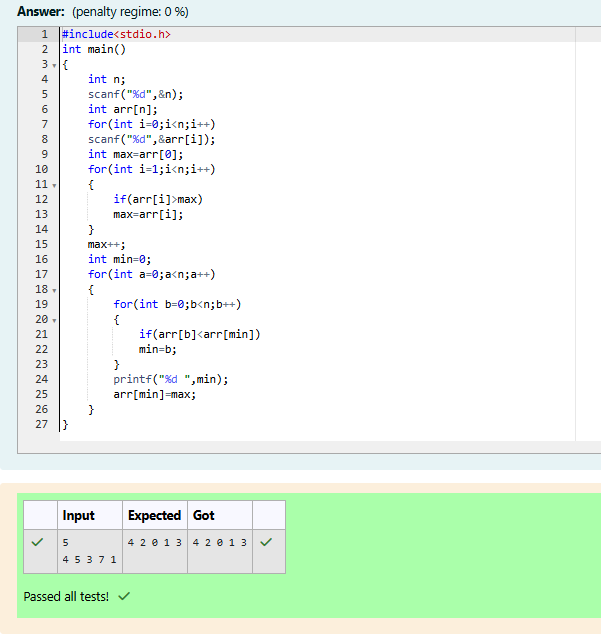 Answer: (penalty regime: 0 %)
1 #include<stdio.h>
2 int main()
3 {
4     int n;
5     scanf("%d",&n);
6     int arr[n];
7     for(int i=0;i<n;i++)
8     scanf("%d",&arr[i]);
9     int max=arr[0];
10     for(int i=1;i<n;i++)
11     {
12         if(arr[i]>max)
13         max=arr[i];
14     }
15     max++;
16     int min=0;
17     for(int a=0;a<n;a++)
18     {
19         for(int b=0;b<n;b++)
20         {
21             if(arr[b]<arr[min])
22             min=b;
23         }
24         printf("%d ",min);
25         arr[min]=max;
26     }
27 }
Input Expected Got
5 4 2 0 1 3 4 2 0 1 3
4 5 3 7 1
Passed all tests!